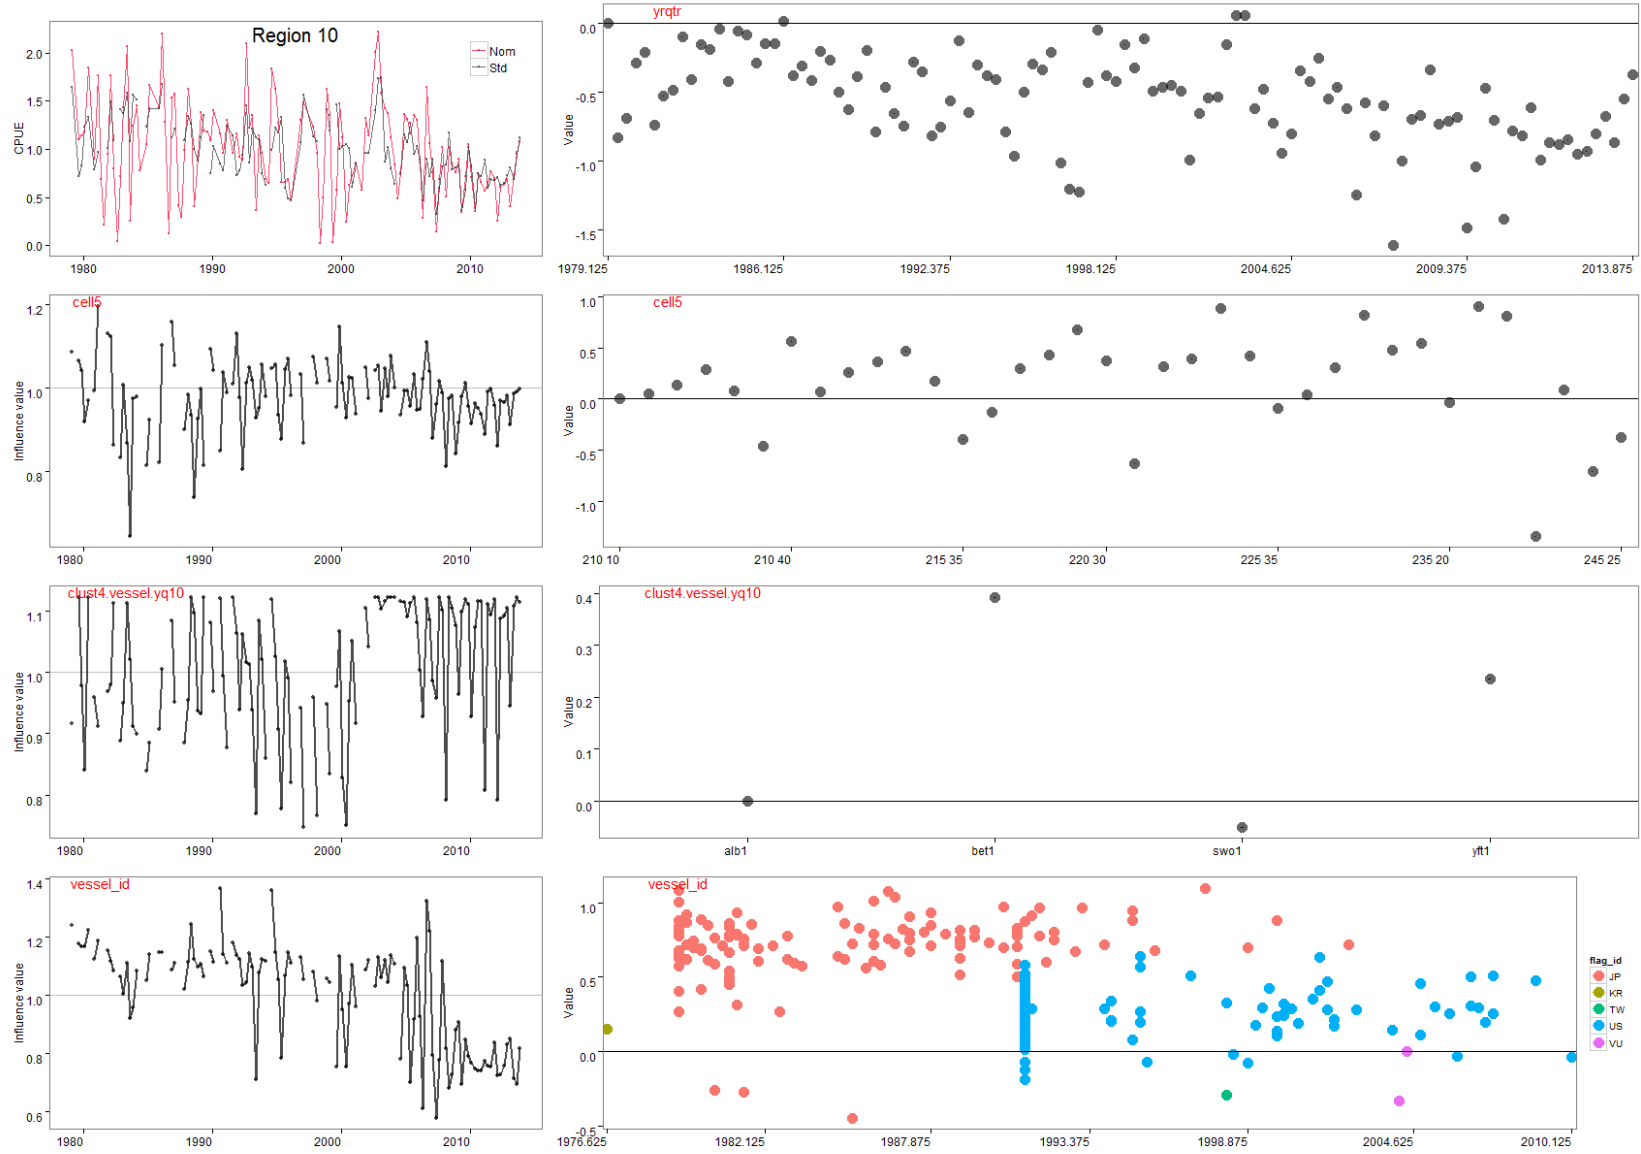 Region 10
Nom
Std
CPUE
2.0
1.5
1.0
0.5
0.0
1980 1990 2000 2010
yrqtr
Value
0.0
-0.5
-1.0
-1.5
1979.125 1986.125 1992.375 1998.125 2004.625 2009.375 2013.875
cell5
Influence value
1.2
1.0
0.8
1980 1990 2000 2010
cell5
Value
1.0
0.5
0.0
-0.5
-1.0
210 10 210 40 215 35 220 30 225 35 235 20 245 25
clust4.vessel.yq10
Influence value
1.1
1.0
0.9
0.8
1980 1990 2000 2010
clust4.vessel.yq10
Value
0.4
0.3
0.2
0.1
0.0
alb1 bet1 swo1 yft1
vessel_id
Influence value
1.4
1.2
1.0
0.8
0.6
1980 1990 2000 2010
vessel_id
Value
1.0
0.5
0.0
-0.5
1976.625 1982.125 1987.875 1993.375 1998.875 2004.625 2010.125
flag_id
JP
KR
TW
US
VU